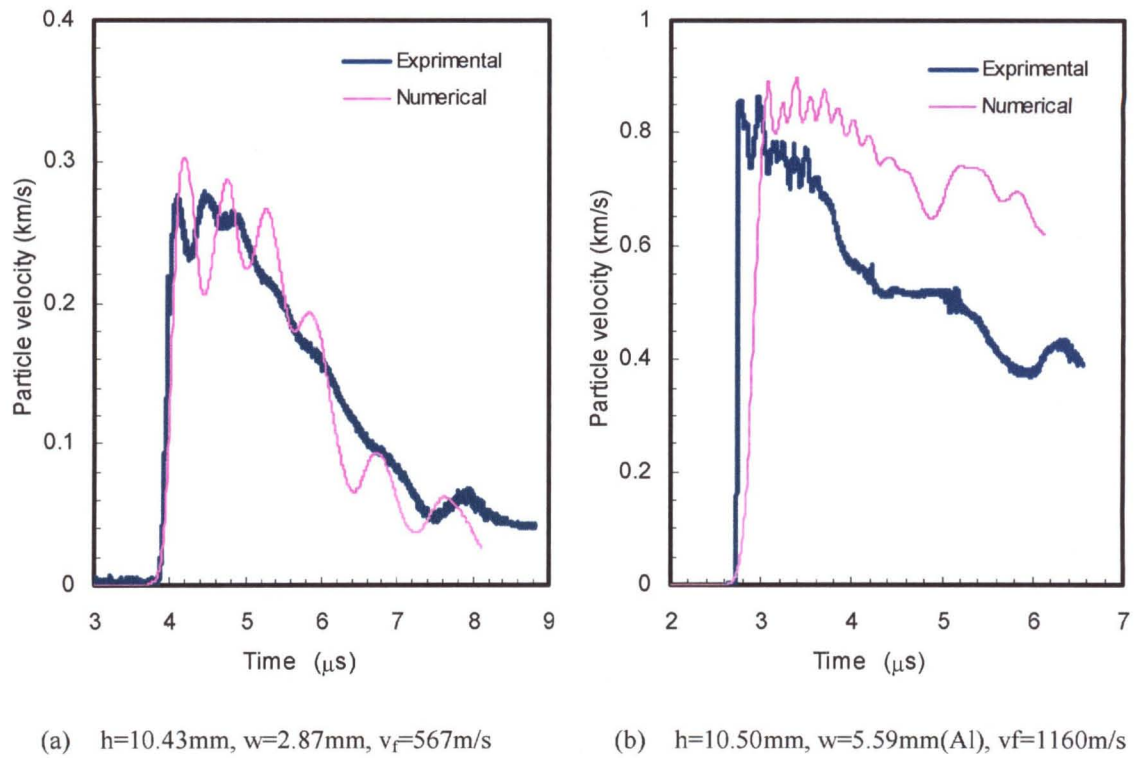 0.4
0.3
0.2
0.1
0
Particle velocity (km/s)
Exprimental
Numerical
3 4 5 6 7 8 9
Time (μs)
1
0.8
0.6
0.4
0.2
0
Particle velocity (km/s)
Exprimental
Numerical
2 3 4 5 6 7
Time (μs)
(a) h=10.43mm, w=2.87mm, vf=567m/s
(b) h=10.50mm, w=5.59mm(Al), vf=1160m/s